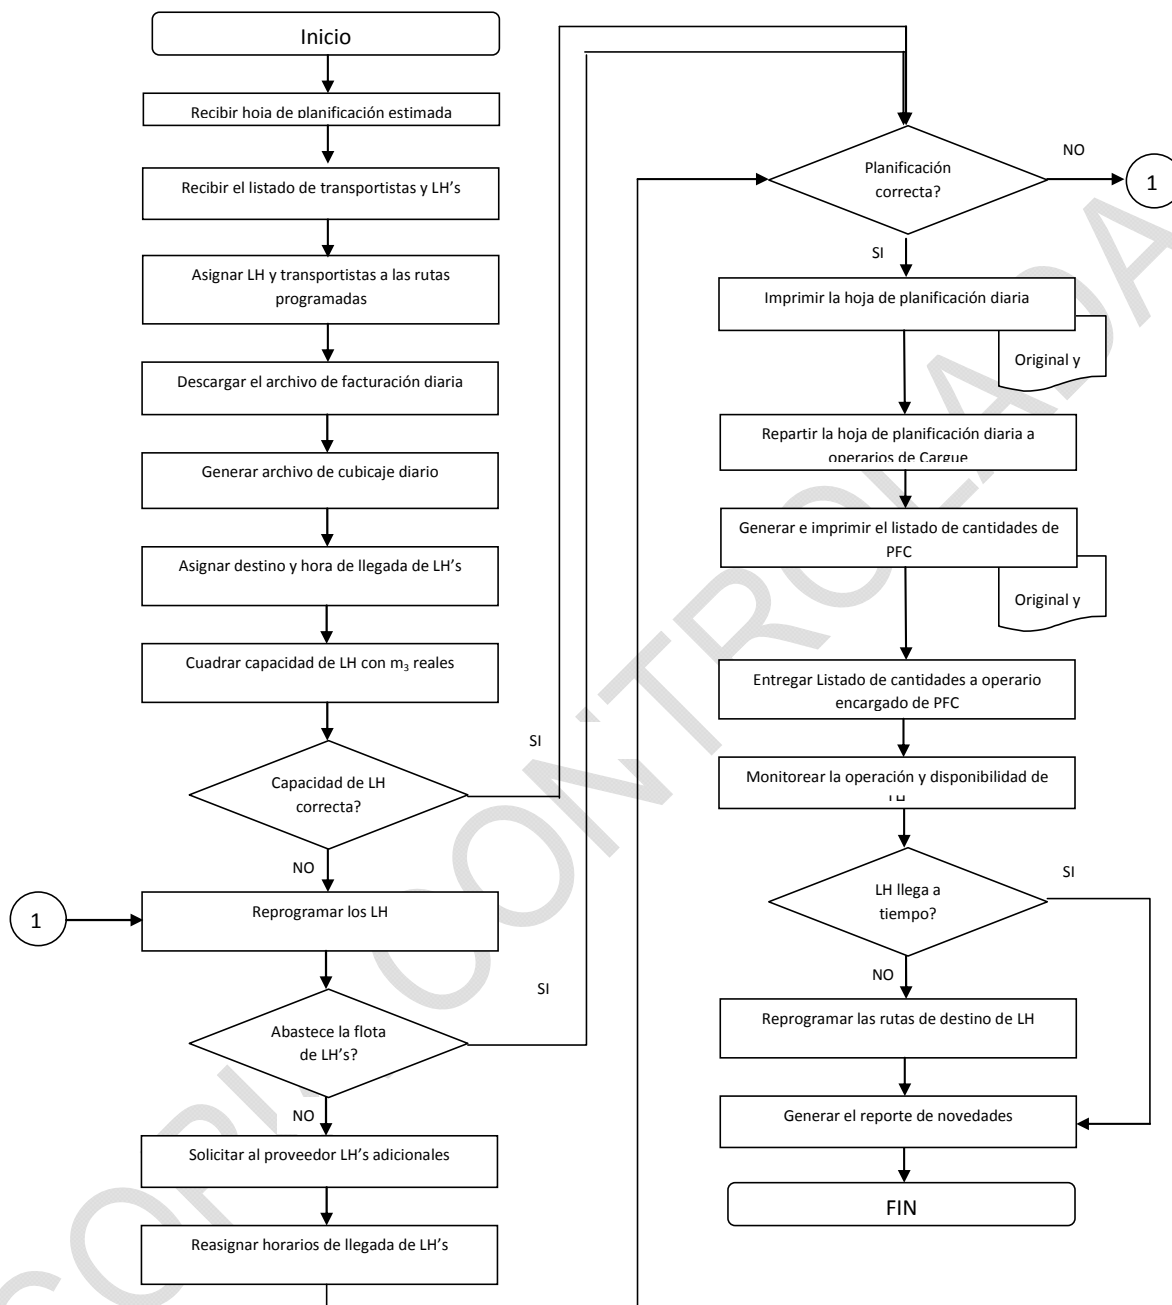 Inicio
Recibir hoja de planificación estimada
Recibir el listado de transportistas y LH's
Asignar LH y transportistas a las rutas
programadas
Descargar el archivo de facturación diaria
Generar archivo de cubicaje diario
Asignar destino y hora de llegada de LH's
Cuadrar capacidad de LH con m3 reales
Capacidad de LH
correcta?
SI
NO
1
Reprogramar los LH
Abastece la flota
de LH's?
SI
NO
Solicitar al proveedor LH's adicionales
Reasignar horarios de llegada de LH's
Planificación
correcta?
NO
1
SI
Imprimir la hoja de planificación diaria
Original y
Repartir la hoja de planificación diaria a
operarios de Cargue
Generar e imprimir el listado de cantidades de
PFC
Original y
Entregar Listado de cantidades a operario
encargado de PFC
Monitorear la operación y disponibilidad de
LH
LH llega a
tiempo?
SI
NO
Reprogramar las rutas de destino de LH
Generar el reporte de novedades
FIN
COPIA CONTROLADA